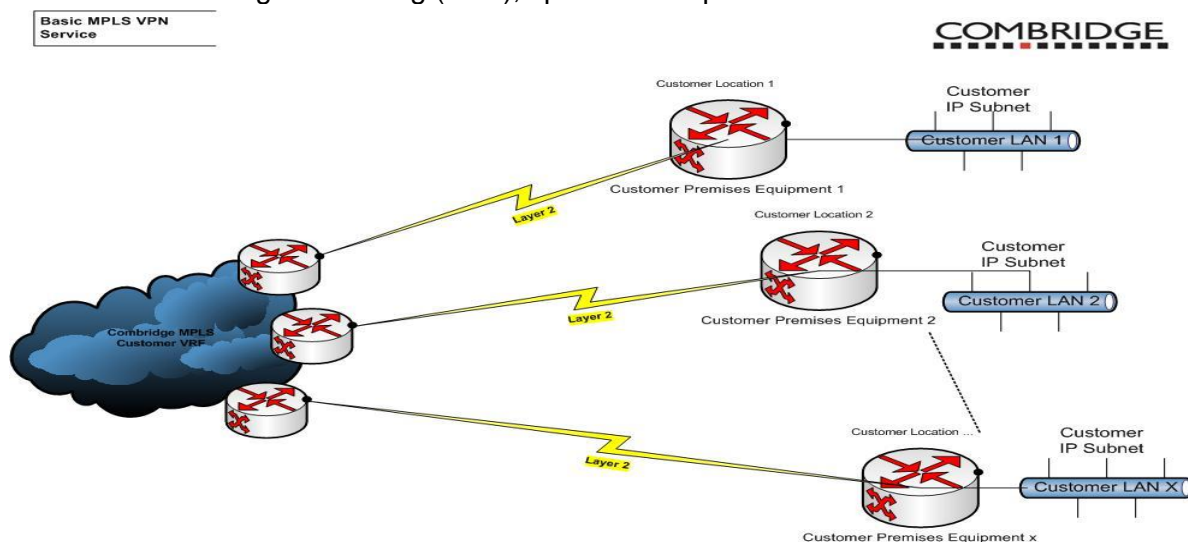 Basic MPLS VPN
Service
COMBRIDGE
Customer Location 1
Customer
IP Subnet
Customer LAN 1
Customer Premises Equipment 1
Layer 2
Customer Location 2
Customer
IP Subnet
Customer LAN 2
Customer Premises Equipment 2
Layer 2
Combridge MPLS
Customer VRF
Customer Location ...
Customer
IP Subnet
Customer LAN X
Layer 2
Customer Premises Equipment x